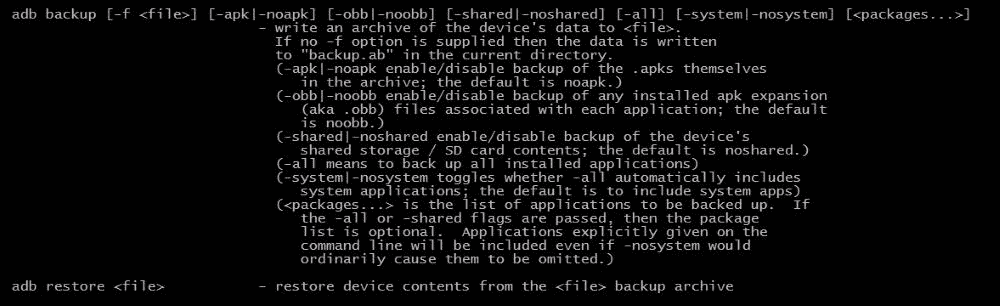 adb backup [-f <file>] [-apk|-noapk] [-obb|-noobb] [-shared|-noshared] [-all] [-system|-nosystem] [<packages...>]
- write an archive of the device's data to <file>.
If no -f option is supplied then the data is written
to "backup.ab" in the current directory.
(-apk|-noapk enable/disable backup of the .apks themselves
in the archive; the default is noapk.)
(-obb|-noobb enable/disable backup of any installed apk expansion
(aka .obb) files associated with each application; the default
is noobb.)
(-shared|-noshared enable/disable backup of the device's
shared storage / SD card contents; the default is noshared.)
(-all means to back up all installed applications)
(-system|-nosystem toggles whether -all automatically includes
system applications; the default is to include system apps)
(<packages...> is the list of applications to be backed up.  If
the -all or -shared flags are passed, then the package
list is optional.  Applications explicitly given on the
command line will be included even if -nosystem would
ordinarily cause them to be omitted.)
adb restore <file>           - restore device contents from the <file> backup archive